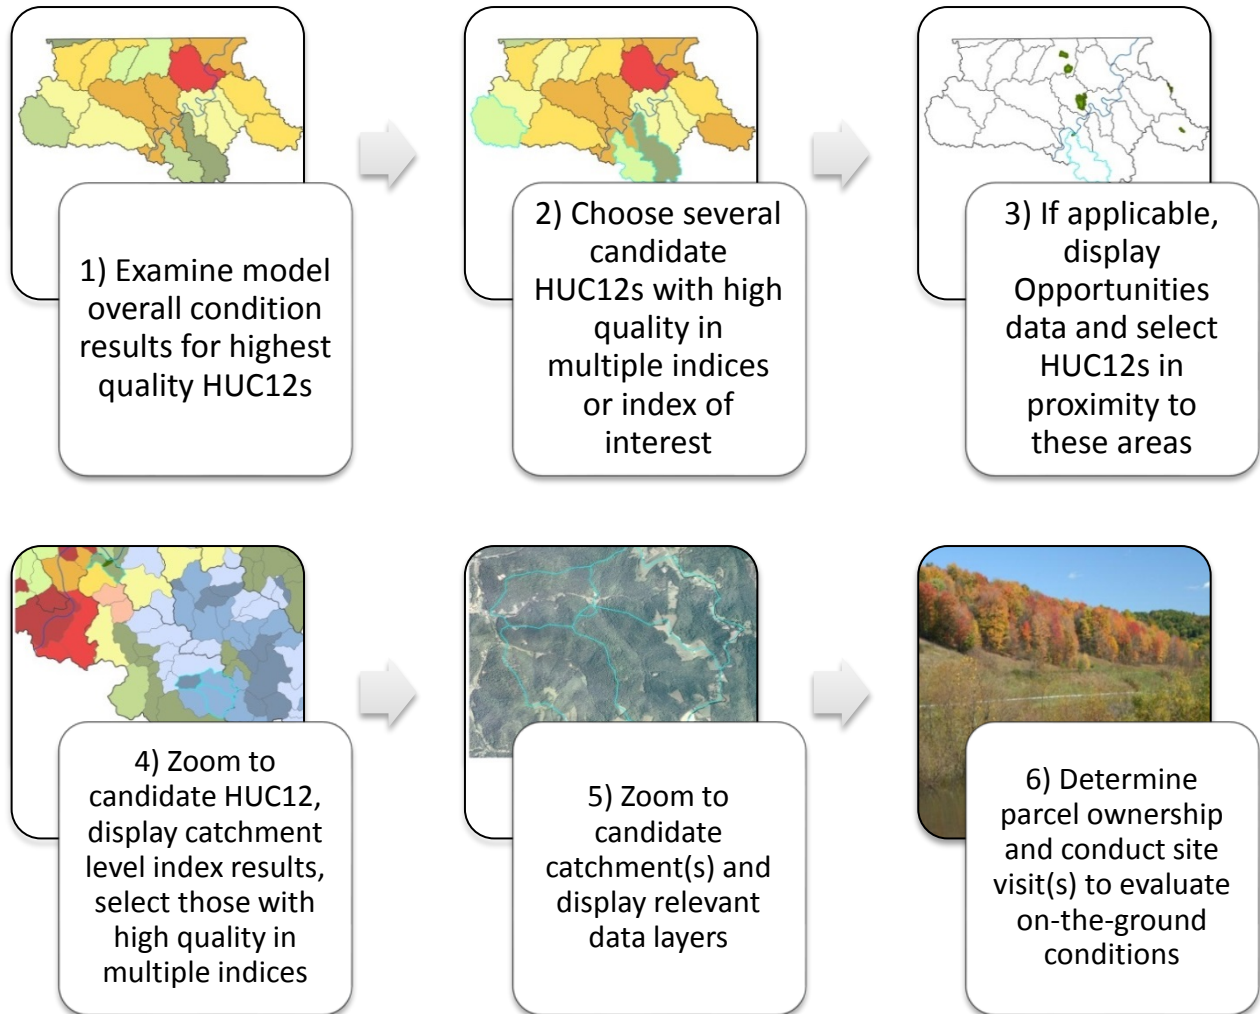 1) Examine model
overall condition
results for highest
quality HUC12s
2) Choose several
candidate
HUC12s with high
quality in
multiple indices
or index of
interest
3) If applicable,
display
Opportunities
data and select
HUC12s in
proximity to
these areas
4) Zoom to
candidate HUC12,
display catchment
level index results,
select those with
high quality in
multiple indices
5) Zoom to
candidate
catchment(s) and
display relevant
data layers
6) Determine
parcel ownership
and conduct site
visit(s) to evaluate
on-the-ground
conditions